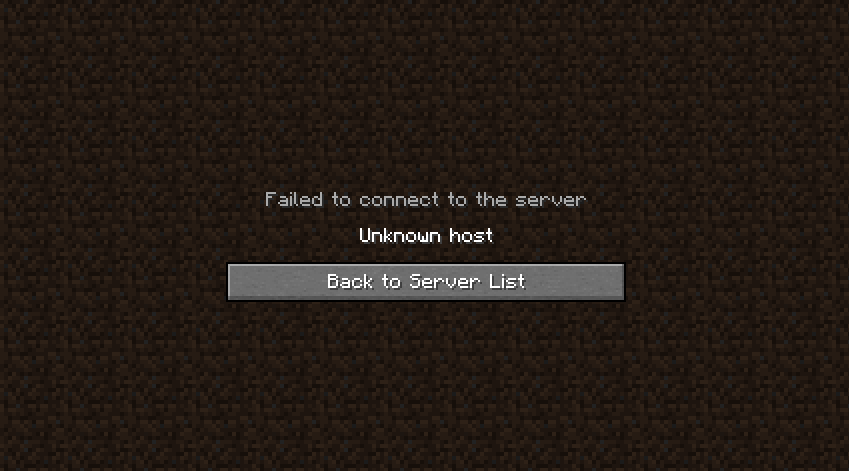 Failed to connect to the server
Unknown host
Back to Server List